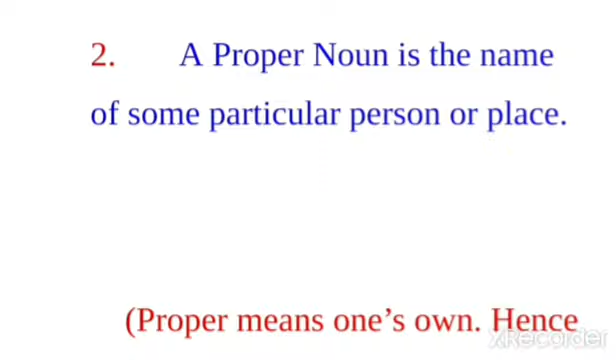 2. A Proper Noun is the name
of some particular person or place.
(Proper means one’s own. Hence
xRecorder